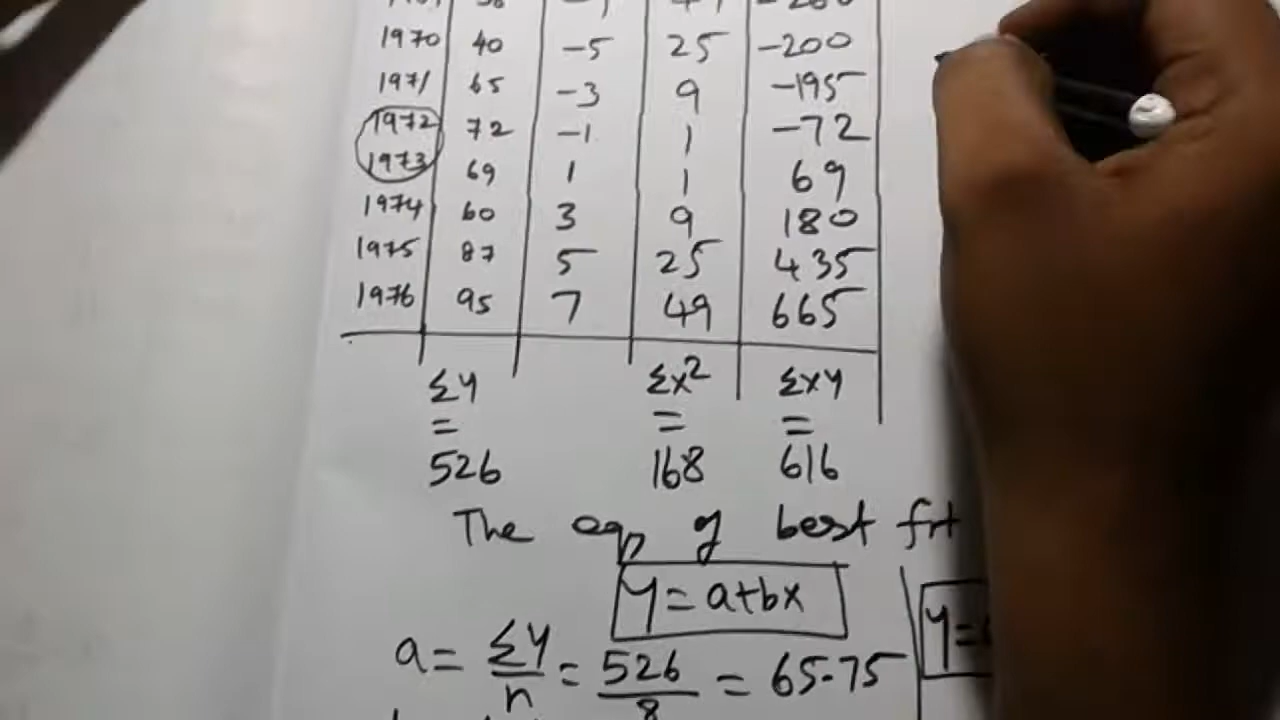 1970 40 -5 25 -200
1971 65 -3 9 -195
1972 72 -1 1 -72
1973 69 1 1 69
1974 60 3 9 180
1975 87 5 25 435
1976 95 7 49 665
Σy Σx² Σxy
= = =
526 168 616
The eqn of best fit
y = a+bx
y =
a = Σy/n = 526/8 = 65.75